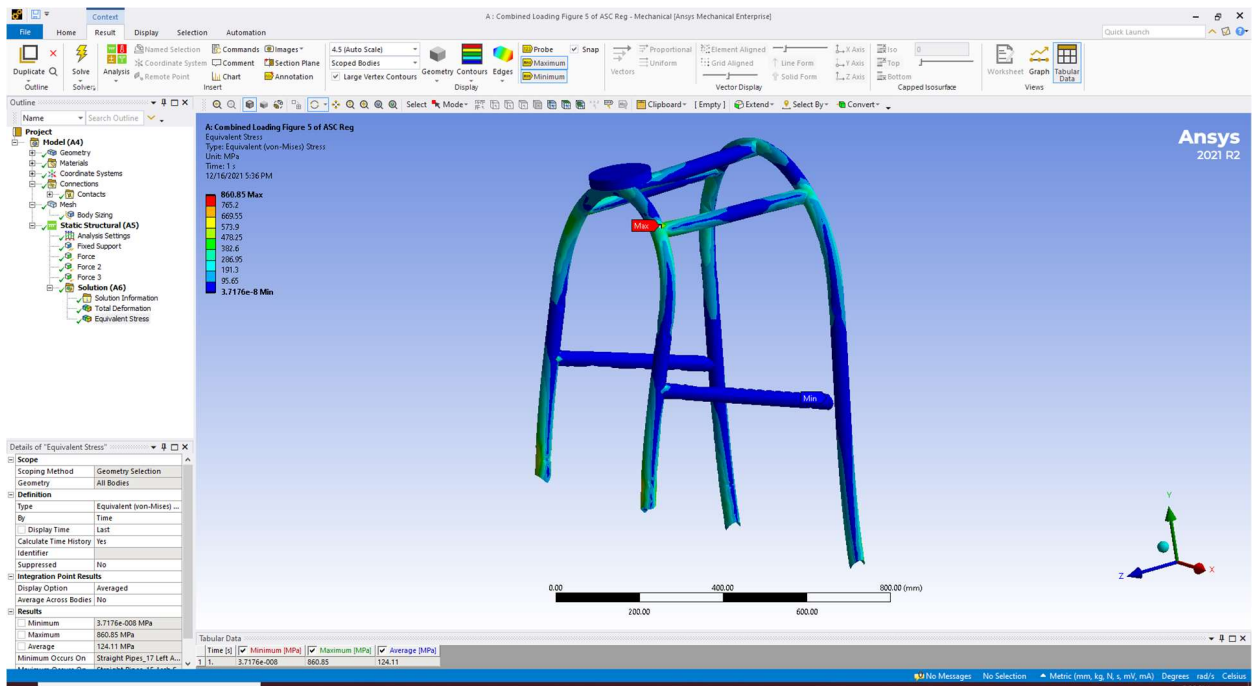 Context
A : Combined Loading Figure 5 of ASC Reg - Mechanical [Ansys Mechanical Enterprise]
File Home Result Display Selection Automation
Quick Launch
Duplicate Q
Outline
Solve
Solver
Analysis
Named Selection
Coordinate System
Remote Point
Commands
Comment
Chart
Images
Section Plane
Annotation
Insert
4.5 (Auto Scale)
Scoped Bodies
Large Vertex Contours
Geometry Contours Edges
Probe
Maximum
Minimum
Snap
Display
Vectors
Proportional
Uniform
Element Aligned
Grid Aligned
Line Form
Solid Form
X Axis
Y Axis
Z Axis
Vector Display
Iso 0
Top
Bottom
Capped Isosurface
Worksheet Graph Tabular Data
Views
Outline
Name Search Outline
Select Mode Clipboard [ Empty ] Extend Select By Convert
Project
Model (A4)
Geometry
Materials
Coordinate Systems
Connections
Contacts
Mesh
Body Sizing
Static Structural (A5)
Analysis Settings
Fixed Support
Force
Force 2
Force 3
Solution (A6)
Solution Information
Total Deformation
Equivalent Stress
A: Combined Loading Figure 5 of ASC Reg
Equivalent Stress
Type: Equivalent (von-Mises) Stress
Unit: MPa
Time: 1 s
12/16/2021 5:36 PM
860.85 Max
765.2
669.55
573.9
478.25
382.6
286.95
191.3
95.65
3.7176e-8 Min
Ansys
2021 R2
Max
Min
Y
Z
X
0.00 400.00 800.00 (mm)
200.00 600.00
Details of "Equivalent Stress"
Scope
Scoping Method Geometry Selection
Geometry All Bodies
Definition
Type Equivalent (von-Mises) ...
By Time
Display Time Last
Calculate Time History Yes
Identifier
Suppressed No
Integration Point Results
Display Option Averaged
Average Across Bodies No
Results
Minimum 3.7176e-008 MPa
Maximum 860.85 MPa
Average 124.11 MPa
Minimum Occurs On Straight Pipes_17 Left A...
Tabular Data
Time [s] Minimum [MPa] Maximum [MPa] Average [MPa]
1 1. 3.7176e-008 860.85 124.11
No Messages No Selection Metric (mm, kg, N, s, mV, mA) Degrees rad/s Celsius